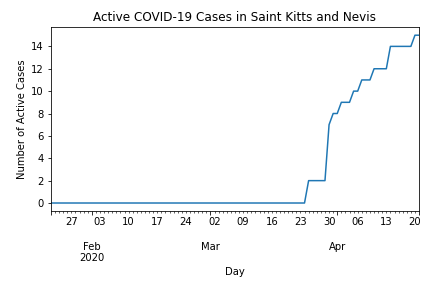 Active COVID-19 Cases in Saint Kitts and Nevis
14
12
10
8
6
4
2
0
Number of Active Cases
27 03 10 17 24 02 09 16 23 30 06 13 20
Feb Mar Apr
2020
Day